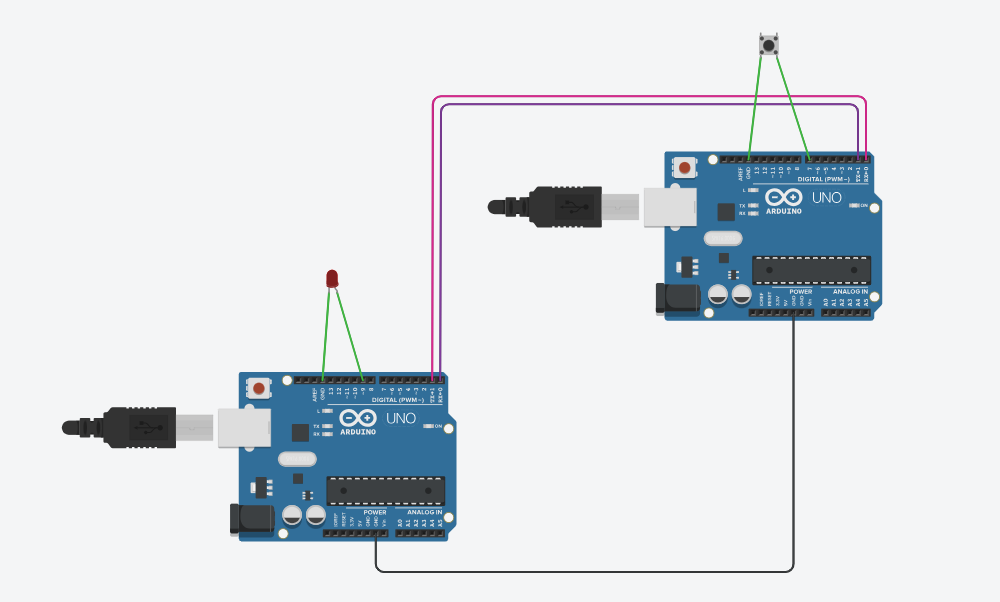 AREF GND 13 12 ~11 ~10 ~9 8 7 ~6 ~5 4 ~3 2 TX→1 RX←0
DIGITAL (PWM~)
L
UNO
TX ON
RX ARDUINO
POWER ANALOG IN
IOREF RESET 3.3V 5V GND GND Vin A0 A1 A2 A3 A4 A5
AREF GND 13 12 ~11 ~10 ~9 8 7 ~6 ~5 4 ~3 2 TX→1 RX←0
DIGITAL (PWM~)
L
UNO
TX ON
RX ARDUINO
POWER ANALOG IN
IOREF RESET 3.3V 5V GND GND Vin A0 A1 A2 A3 A4 A5